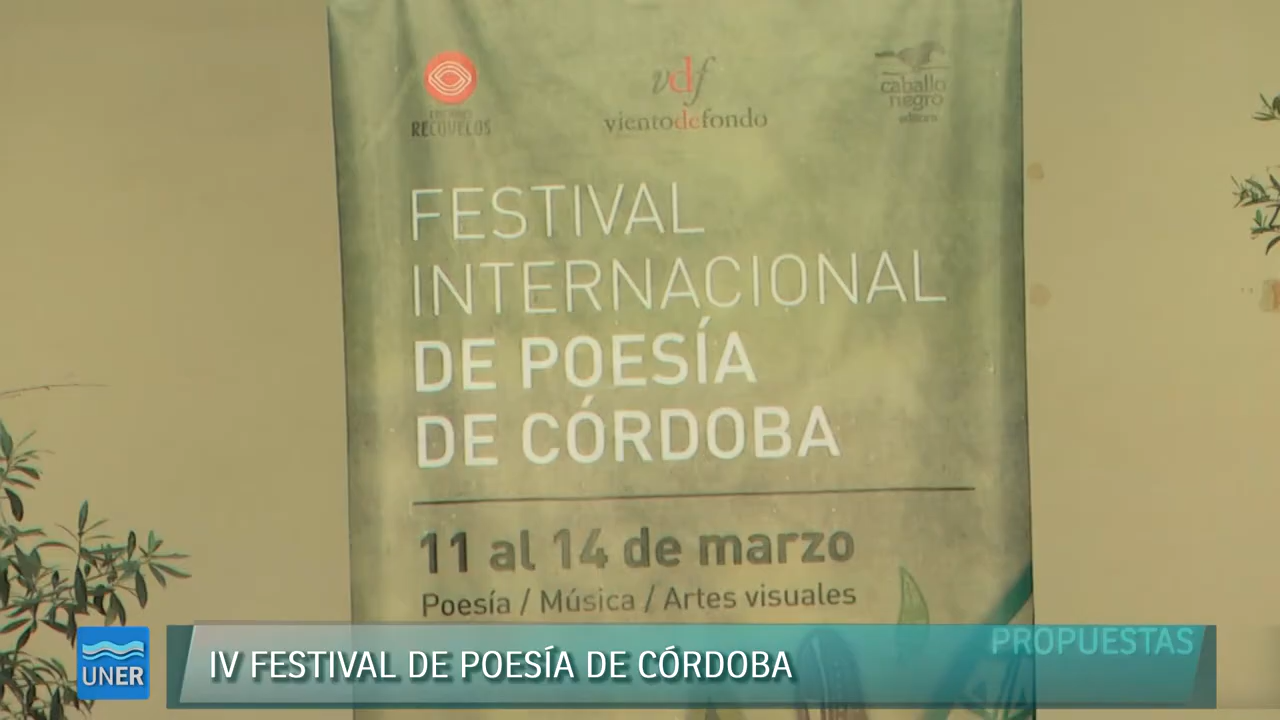 RECOVECOS
vdf
vientodefondo
caballo
negro
editora
FESTIVAL
INTERNACIONAL
DE POESÍA
DE CÓRDOBA
11 al 14 de marzo
Poesía / Música / Artes visuales
PROPUESTAS
IV FESTIVAL DE POESÍA DE CÓRDOBA
UNER